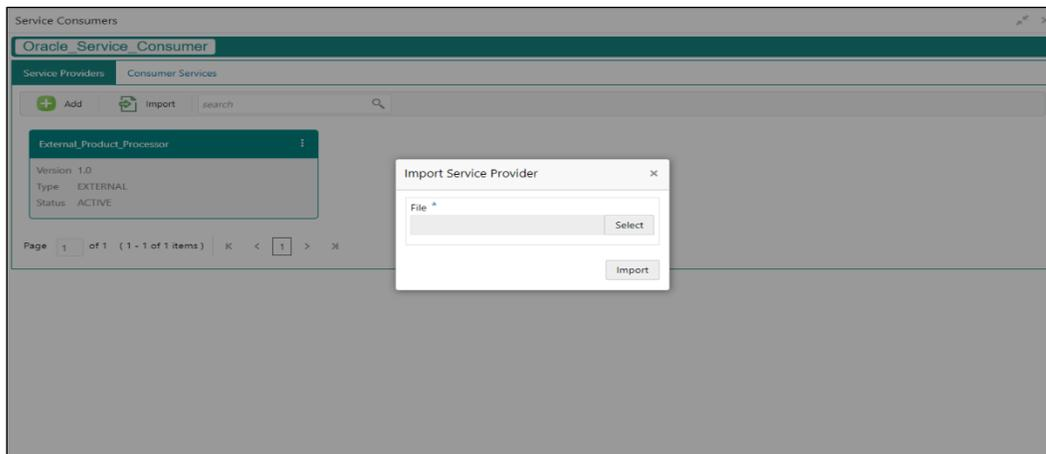 Service Consumers
Oracle_Service_Consumer
Service Providers Consumer Services
Add Import search
External_Product_Processor
Version 1.0
Type EXTERNAL
Status ACTIVE
Page 1 of 1 ( 1 - 1 of 1 items ) 1
Import Service Provider
File
Select
Import